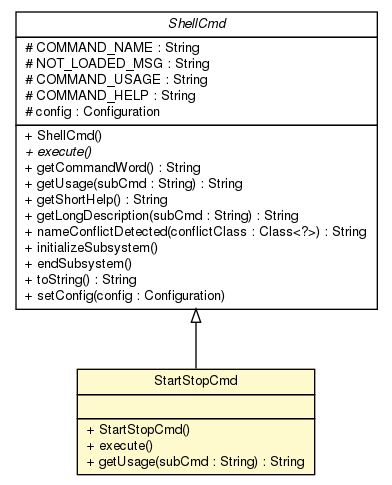 ShellCmd
# COMMAND_NAME : String
# NOT_LOADED_MSG : String
# COMMAND_USAGE : String
# COMMAND_HELP : String
# config : Configuration
+ ShellCmd()
+ execute()
+ getCommandWord() : String
+ getUsage(subCmd : String) : String
+ getShortHelp() : String
+ getLongDescription(subCmd : String) : String
+ nameConflictDetected(conflictClass : Class<?>) : String
+ initializeSubsystem()
+ endSubsystem()
+ toString() : String
+ setConfig(config : Configuration)
StartStopCmd
+ StartStopCmd()
+ execute()
+ getUsage(subCmd : String) : String